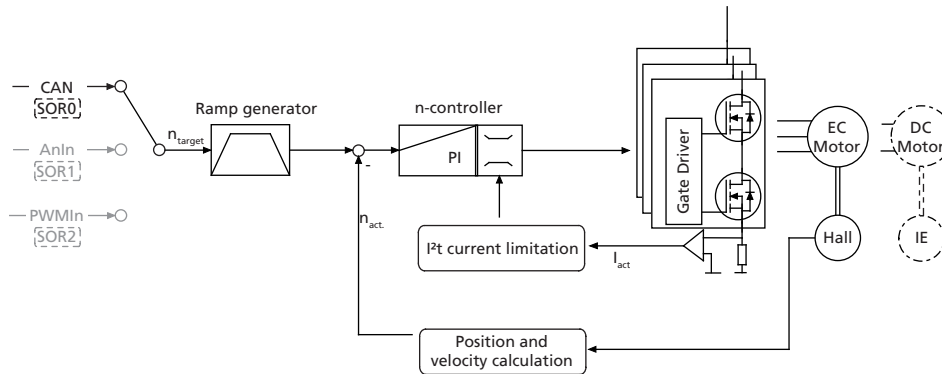 CAN
SOR0
AnIn
SOR1
PWMIn
SOR2
n_target
Ramp generator
-
n_act.
n-controller
PI
I²t current limitation
I_act
Position and
velocity calculation
Gate Driver
EC
Motor
Hall
DC
Motor
IE